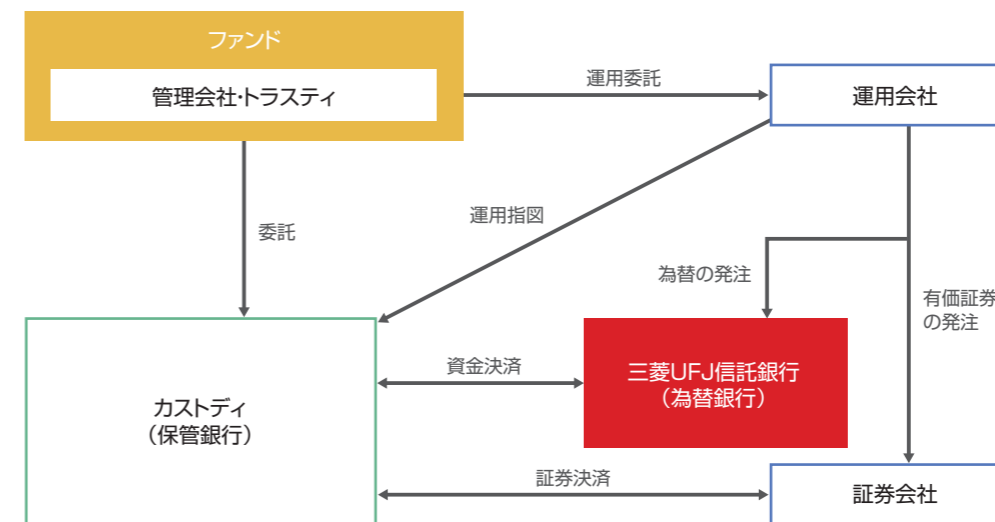 ファンド
管理会社・トラスティ
運用委託
運用会社
委託
運用指図
為替の発注
有価証券
の発注
資金決済
三菱UFJ信託銀行
（為替銀行）
カストディ
（保管銀行）
証券決済
証券会社